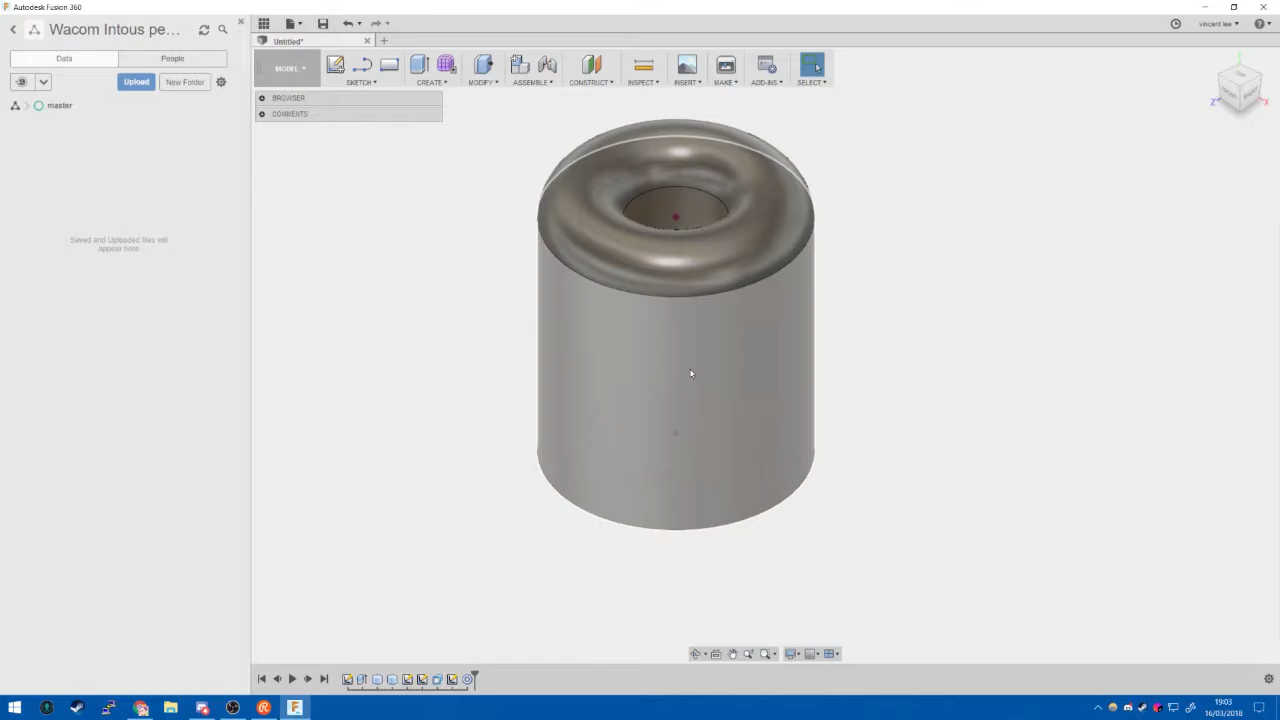 Autodesk Fusion 360
Wacom Intous pe...
Data
People
Upload
New Folder
master
Saved and Uploaded files will
appear here
Untitled*
vincent lee
MODEL
SKETCH
CREATE
MODIFY
ASSEMBLE
CONSTRUCT
INSPECT
INSERT
MAKE
ADD-INS
SELECT
BROWSER
COMMENTS
FRONT
RIGHT
Z
X
19:03
16/03/2018